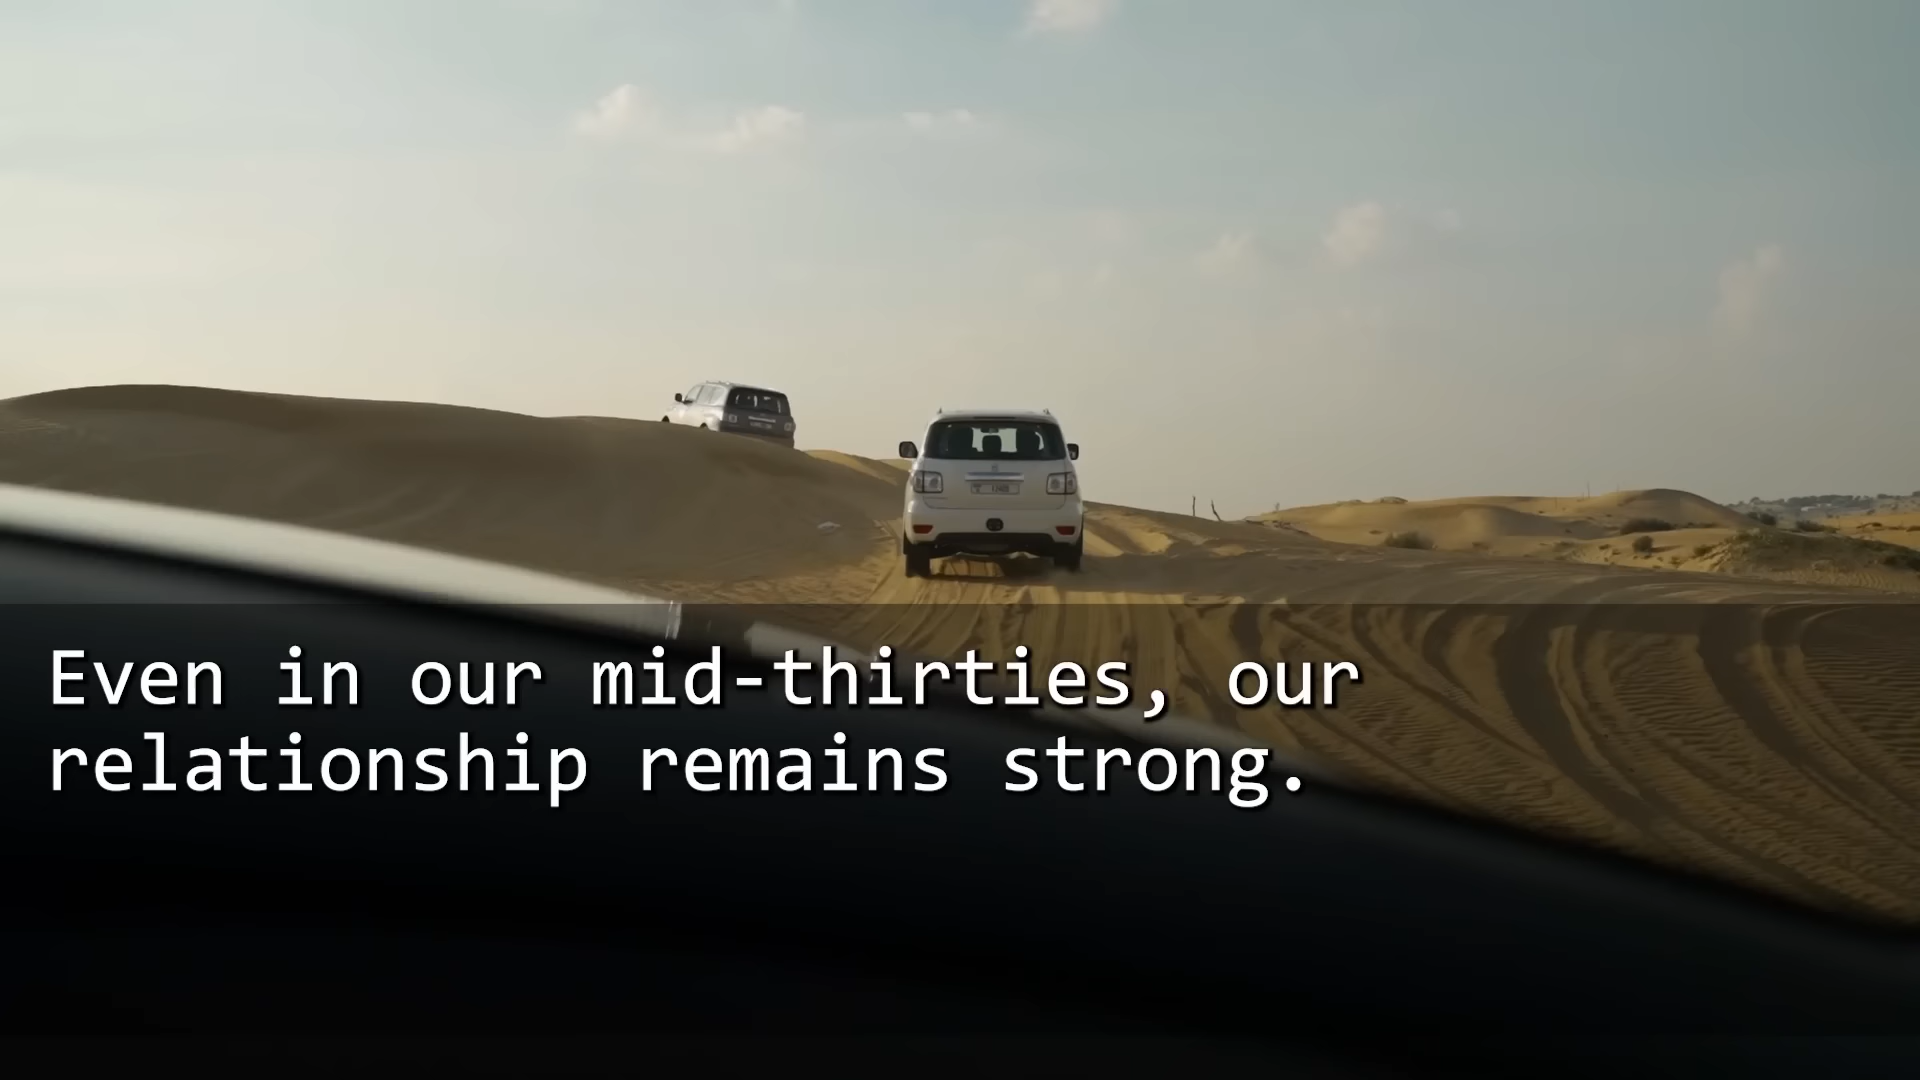 Even in our mid-thirties, our
relationship remains strong.